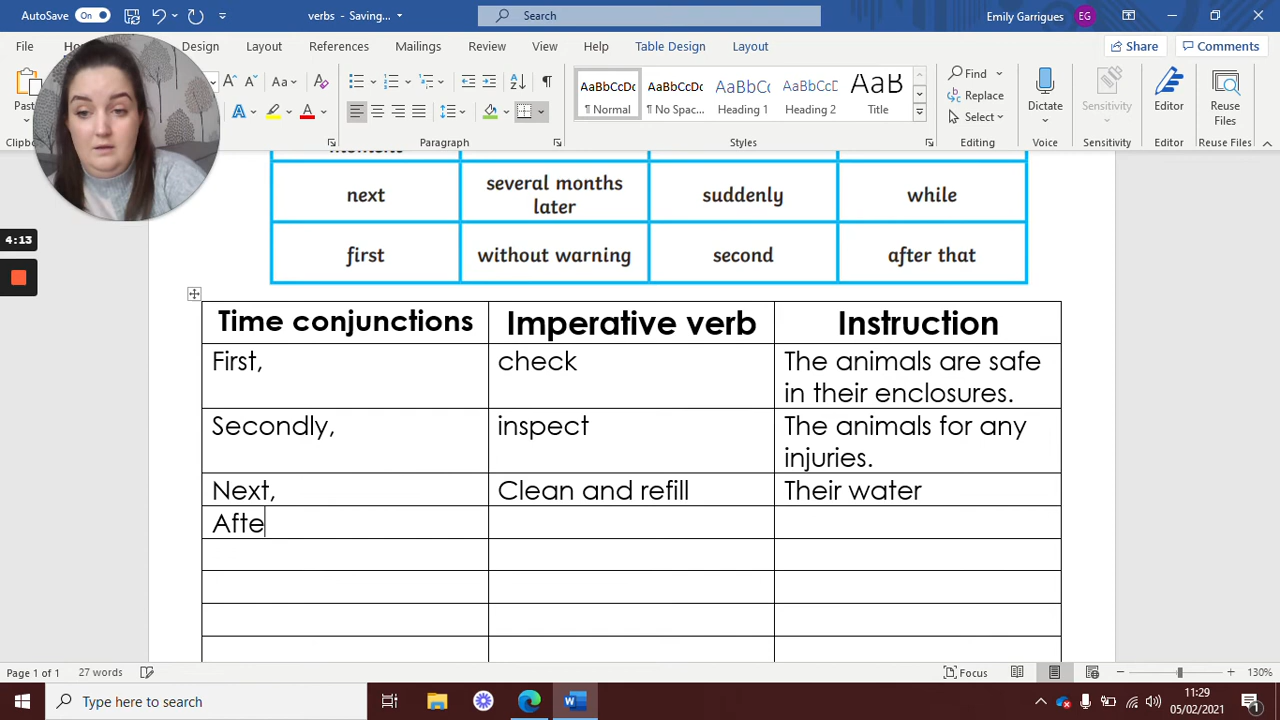 AutoSave On verbs - Saving... Search Emily Garrigues EG
File Design Layout References Mailings Review View Help Table Design Layout Share Comments
Paste Aa AaBbCcDc AaBbCcDc AaBbCc AaBbCcD AaB Find Replace Select Dictate Sensitivity Editor Reuse Files
¶ Normal ¶ No Spac... Heading 1 Heading 2 Title
Paragraph Styles Editing Voice Sensitivity Editor Reuse Files
next several months later suddenly while
4:13
first without warning second after that
Time conjunctions Imperative verb Instruction
First, check The animals are safe
in their enclosures.
Secondly, inspect The animals for any
injuries.
Next, Clean and refill Their water
Afte
Page 1 of 1 27 words Focus 130%
Type here to search 11:29
05/02/2021